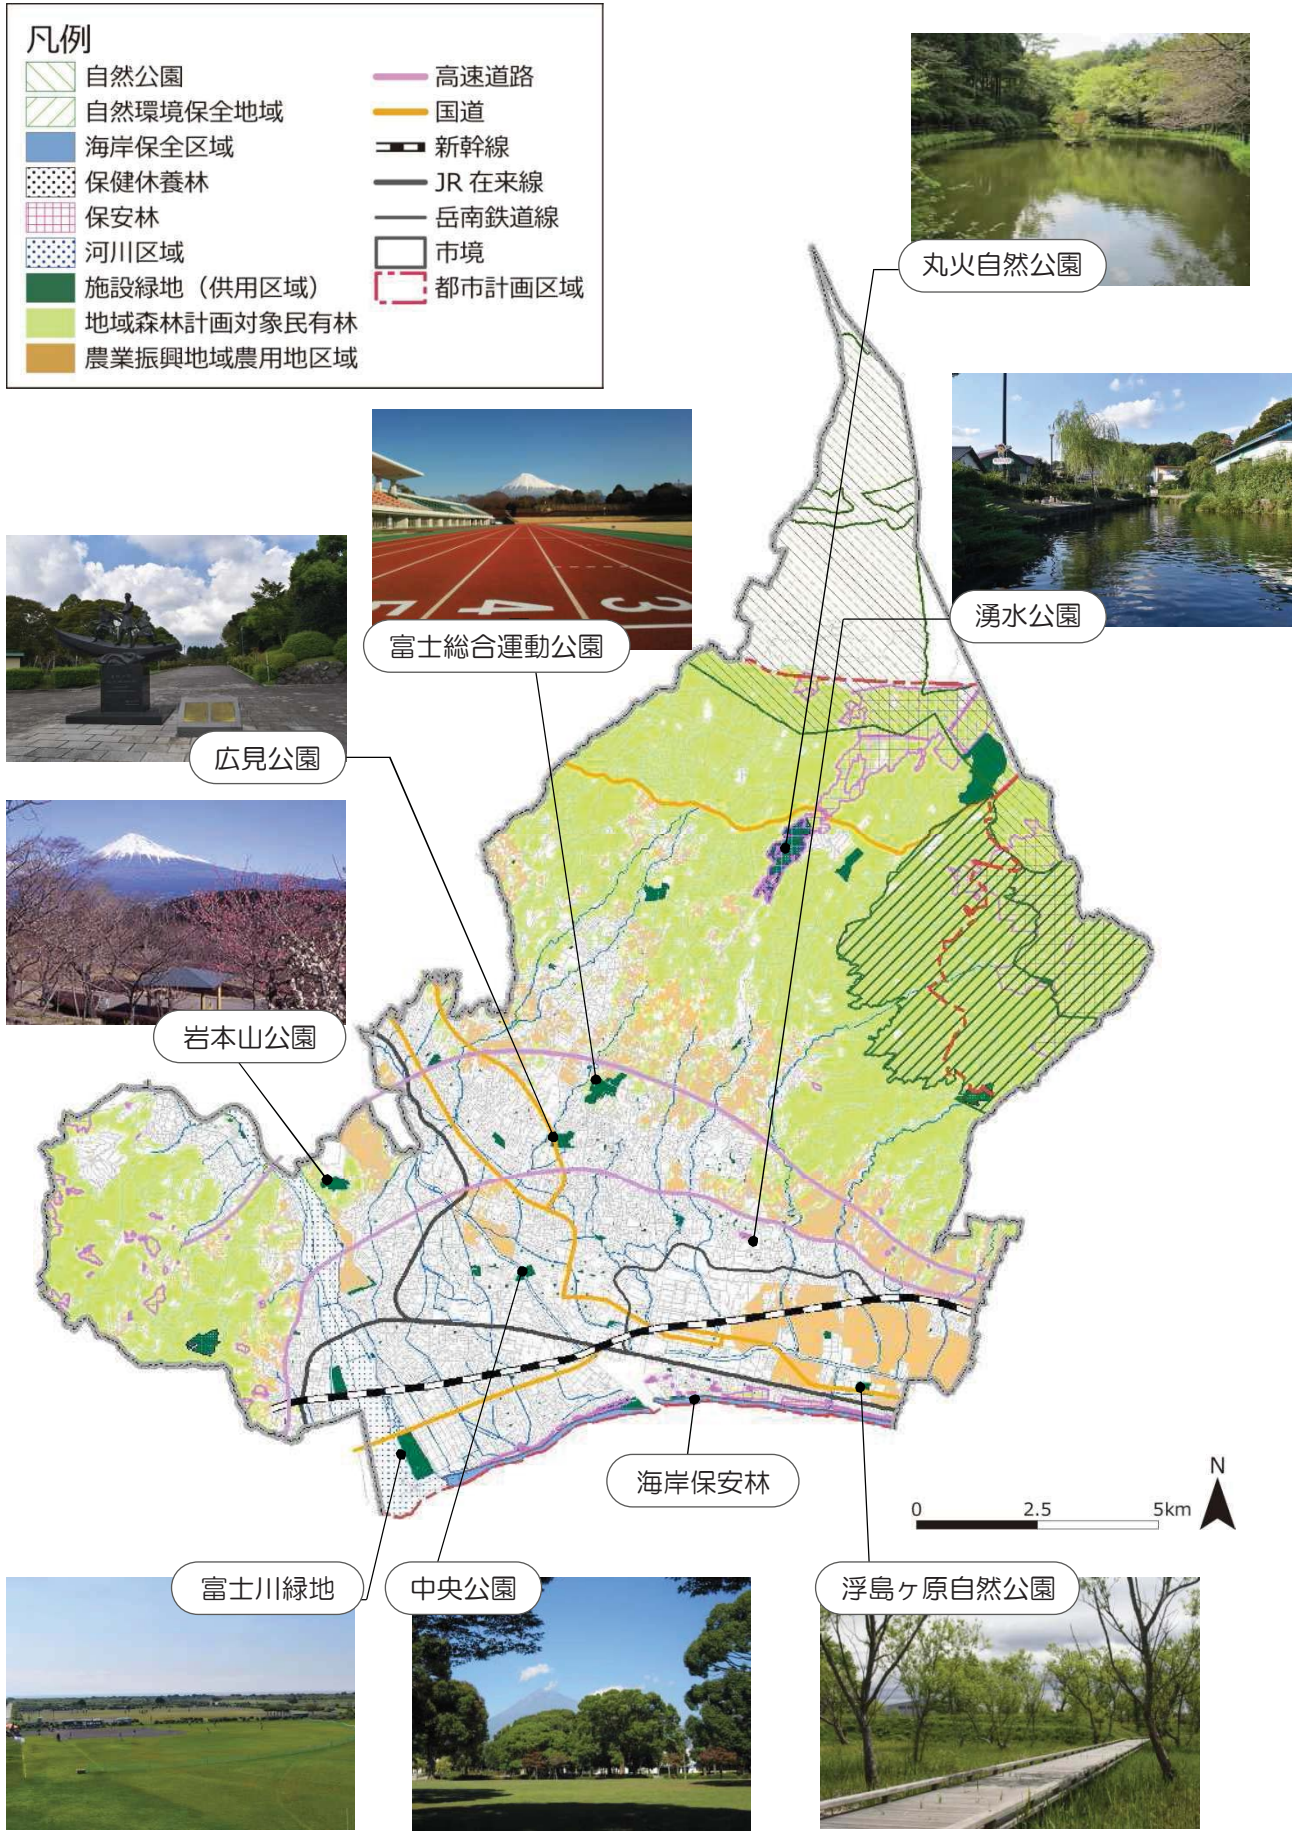 凡例
自然公園
自然環境保全地域
海岸保全区域
保健休養林
保安林
河川区域
施設緑地（供用区域）
地域森林計画対象民有林
農業振興地域農用地区域
高速道路
国道
新幹線
JR 在来線
岳南鉄道線
市境
都市計画区域
丸火自然公園
湧水公園
富士総合運動公園
5 4 3
広見公園
岩本山公園
海岸保安林
N
0 2.5 5km
富士川緑地
中央公園
浮島ヶ原自然公園